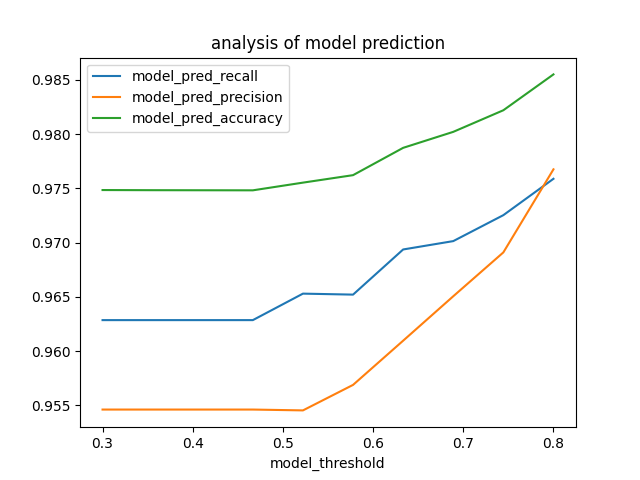 analysis of model prediction
model_pred_recall
model_pred_precision
model_pred_accuracy
0.985
0.980
0.975
0.970
0.965
0.960
0.955
0.3 0.4 0.5 0.6 0.7 0.8
model_threshold